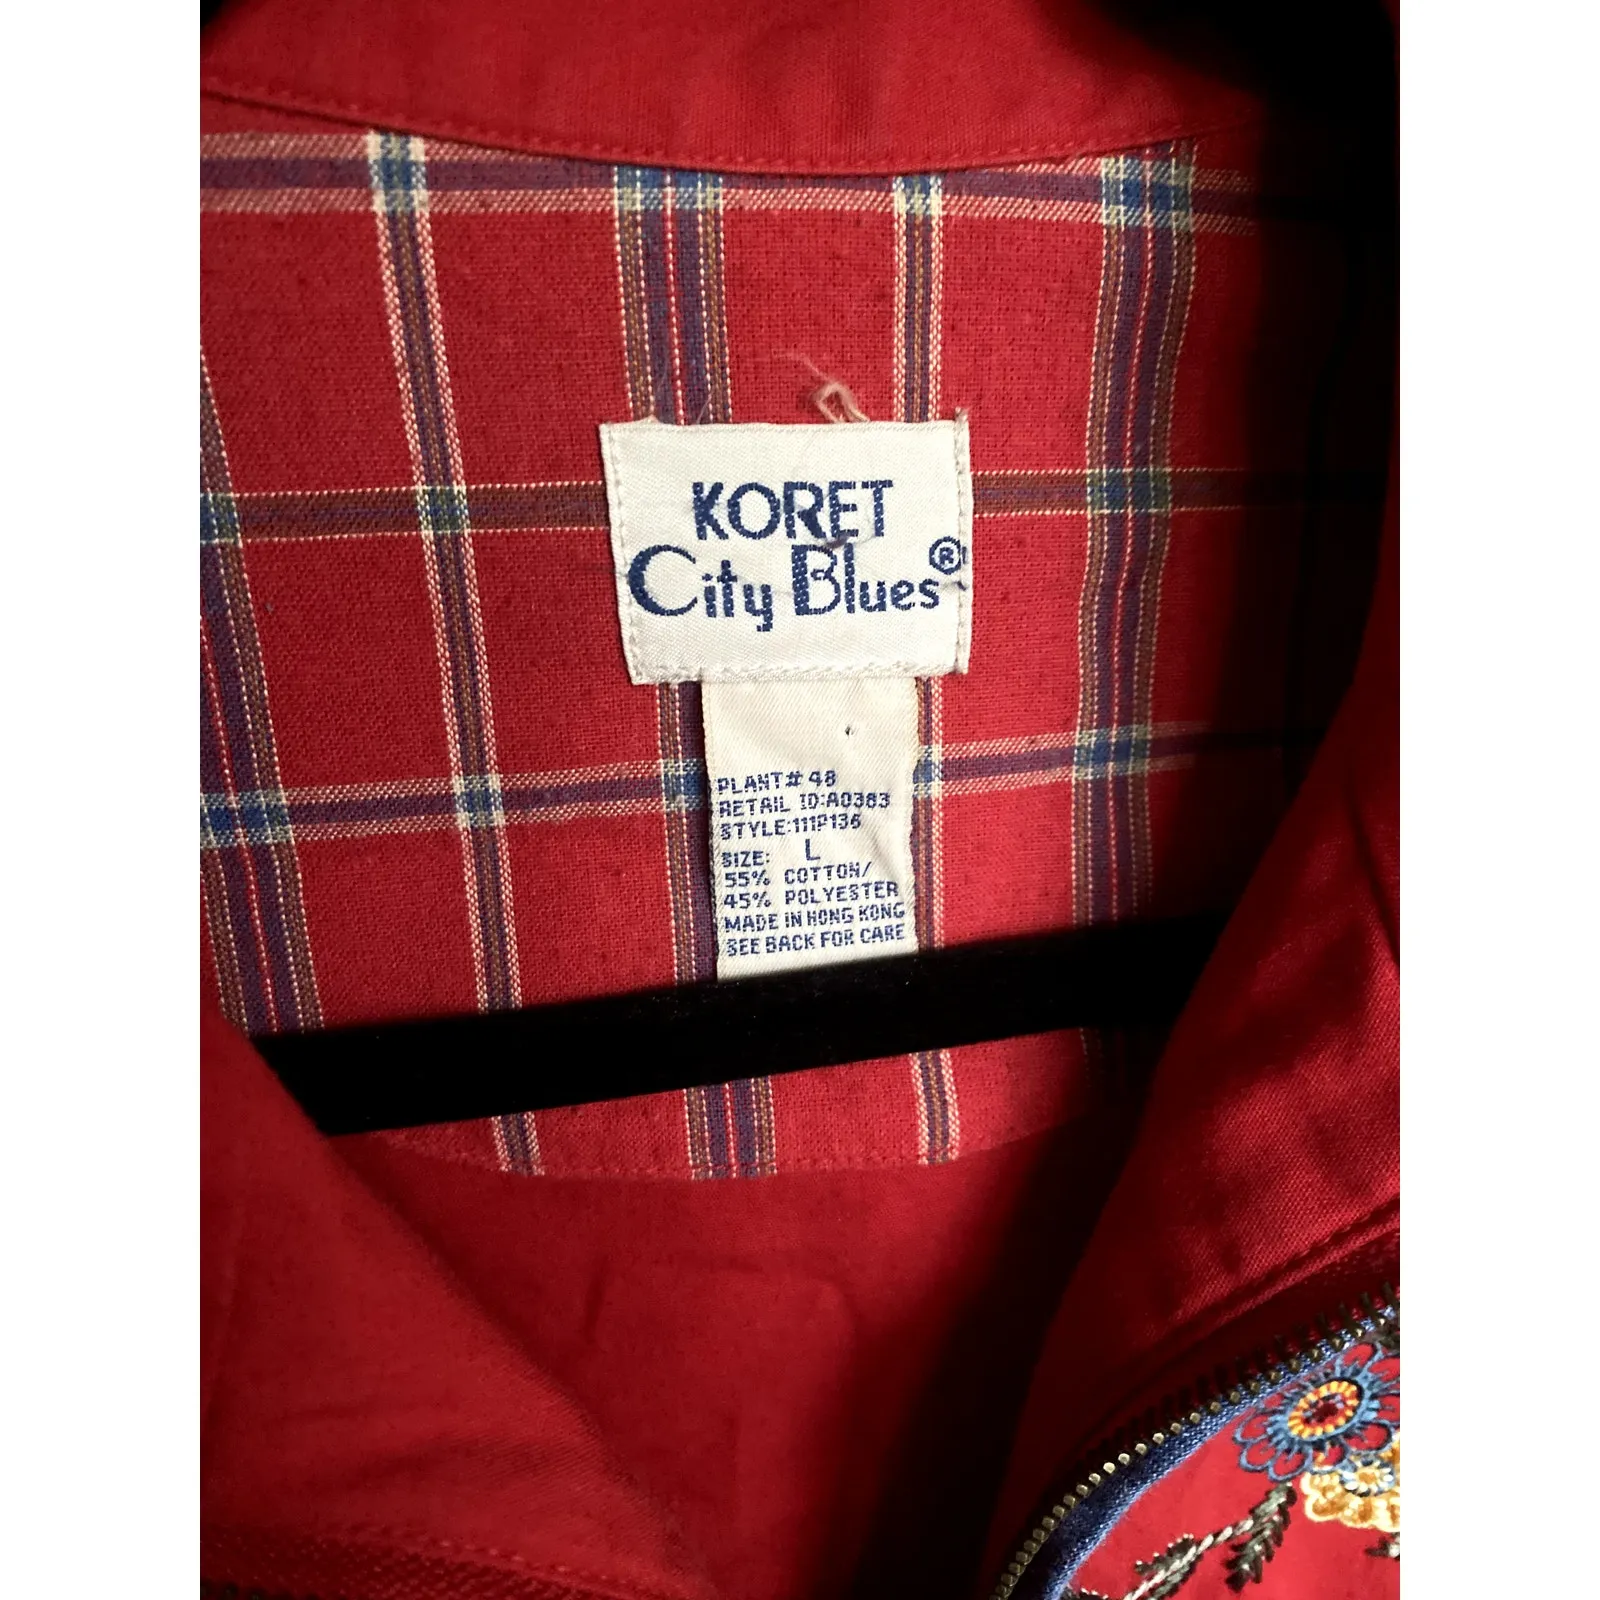 KORET
City Blues®
PLANT# 48
RETAIL ID:A0383
STYLE:111P136
SIZE: L
55% COTTON/
45% POLYESTER
MADE IN HONG KONG
SEE BACK FOR CARE